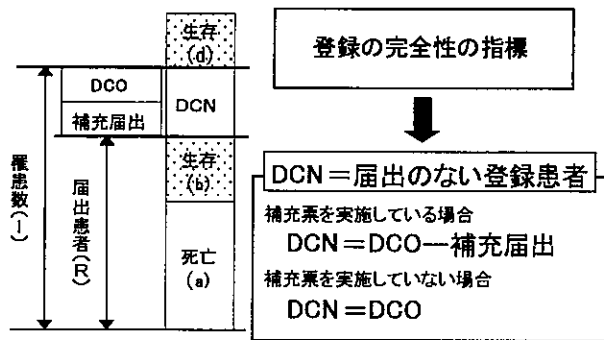 生存
(d)
DCO
DCN
補充届出
罹患数(I)
届出患者(R)
生存
(b)
死亡
(a)
登録の完全性の指標
DCN=届出のない登録患者
補充票を実施している場合
DCN=DCO―補充届出
補充票を実施していない場合
DCN=DCO